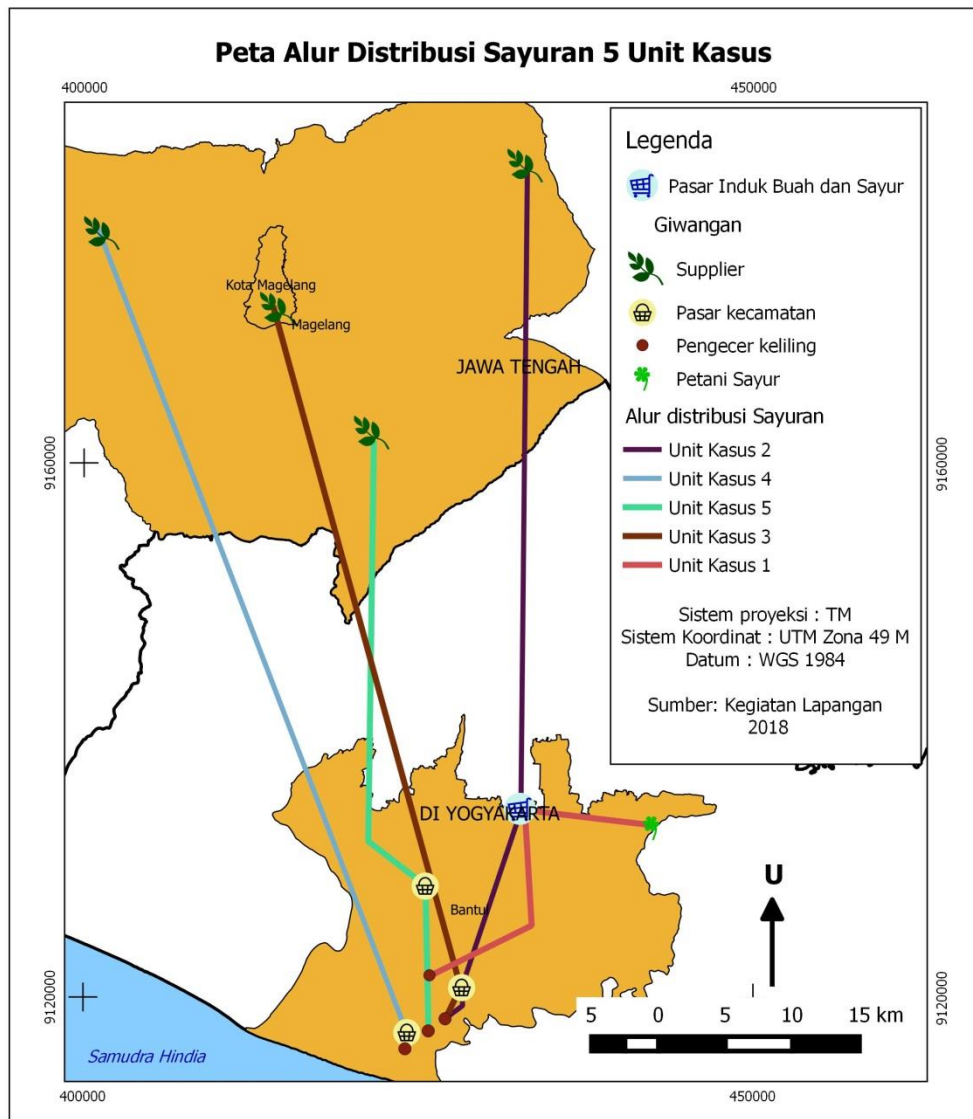 Peta Alur Distribusi Sayuran 5 Unit Kasus
400000
450000
Legenda
Pasar Induk Buah dan Sayur
Giwangan
Supplier
Pasar kecamatan
Pengecer keliling
Petani Sayur
Alur distribusi Sayuran
Unit Kasus 2
Unit Kasus 4
Unit Kasus 5
Unit Kasus 3
Unit Kasus 1
Sistem proyeksi : TM
Sistem Koordinat : UTM Zona 49 M
Datum : WGS 1984
Sumber: Kegiatan Lapangan
2018
Kota Magelang
Magelang
JAWA TENGAH
9160000
9160000
DI YOGYAKARTA
Bantul
U
9120000
9120000
5 0 5 10 15 km
Samudra Hindia
400000
450000